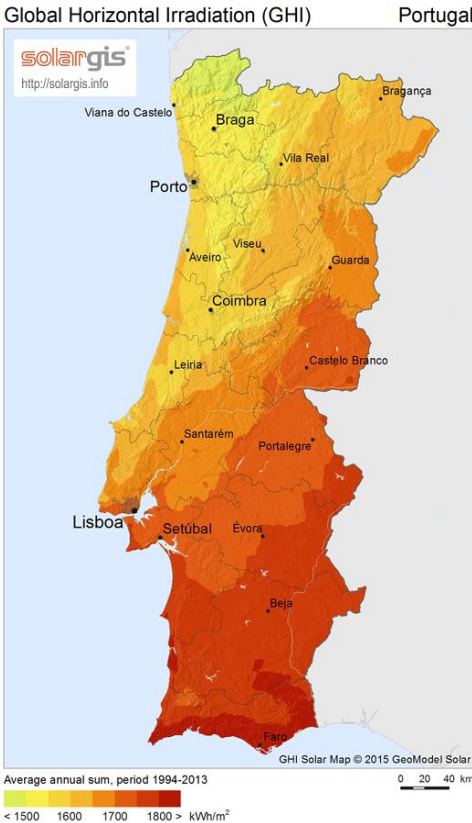 Global Horizontal Irradiation (GHI) Portugal
solargis
http://solargis.info
Bragança
Viana do Castelo
Braga
Vila Real
Porto
Viseu
Aveiro
Guarda
Coimbra
Leiria
Castelo Branco
Santarém
Portalegre
Lisboa
Setúbal
Évora
Beja
Faro
GHI Solar Map © 2015 GeoModel Solar
Average annual sum, period 1994-2013
0 20 40 km
< 1500 1600 1700 1800 > kWh/m²